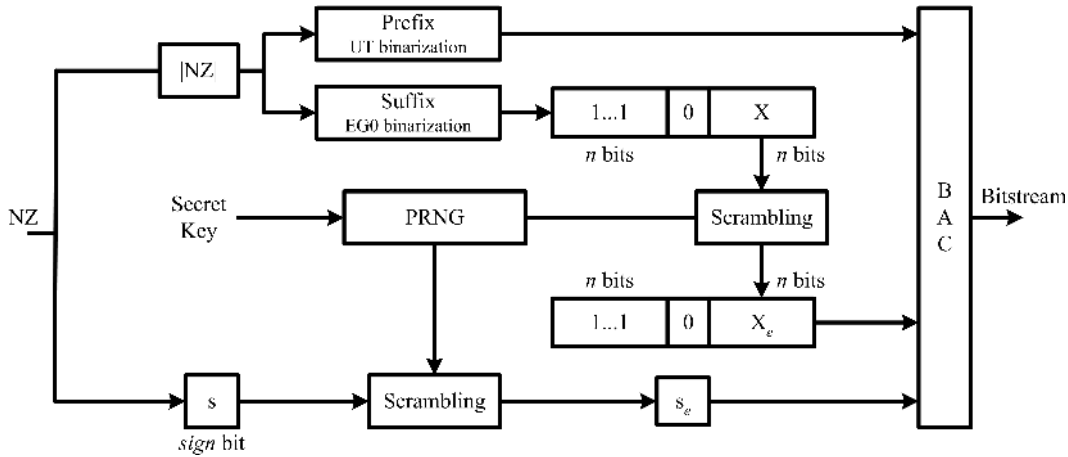 Prefix
UT binarization
|NZ
Suffix
EG0 binarization
1...1 0 X
n bits n bits
NZ
Secret
Key
PRNG
Scrambling
B
A
C
Bitstream
n bits n bits
1...1 0 Xe
s
Scrambling
se
sign bit